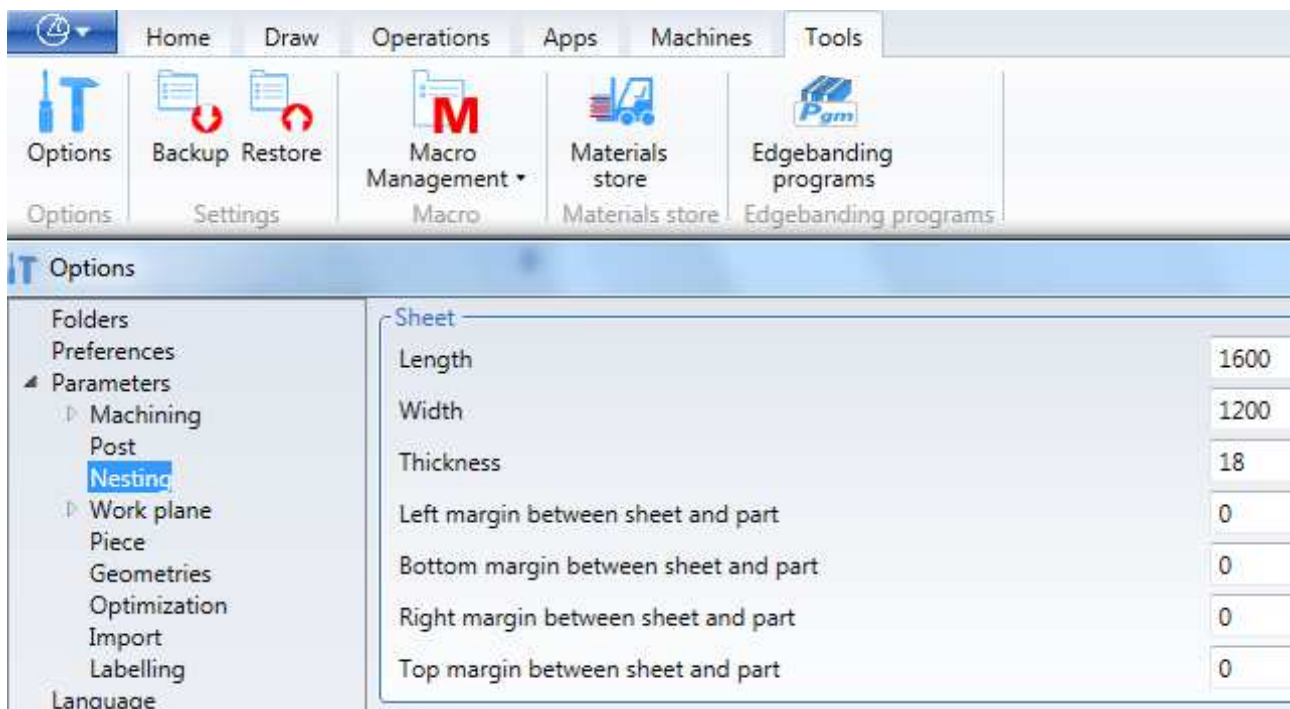 Home Draw Operations Apps Machines Tools
Options Backup Restore Macro Management Materials store Edgebanding programs
Pgm
Options Settings Macro Materials store Edgebanding programs
Options
Folders
Preferences
Parameters
Machining
Post
Nesting
Work plane
Piece
Geometries
Optimization
Import
Labelling
Language
Sheet
Length 1600
Width 1200
Thickness 18
Left margin between sheet and part 0
Bottom margin between sheet and part 0
Right margin between sheet and part 0
Top margin between sheet and part 0